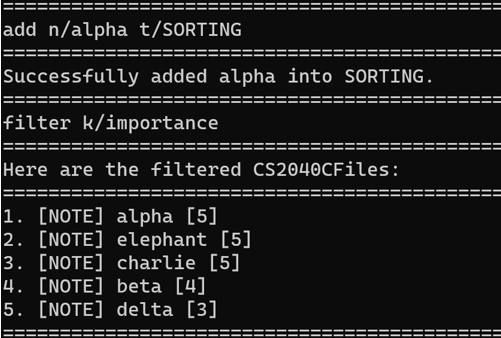 ==========================================
add n/alpha t/SORTING
==========================================
Successfully added alpha into SORTING.
==========================================
filter k/importance
==========================================
Here are the filtered CS2040CFiles:
==========================================
1. [NOTE] alpha [5]
2. [NOTE] elephant [5]
3. [NOTE] charlie [5]
4. [NOTE] beta [4]
5. [NOTE] delta [3]
==========================================